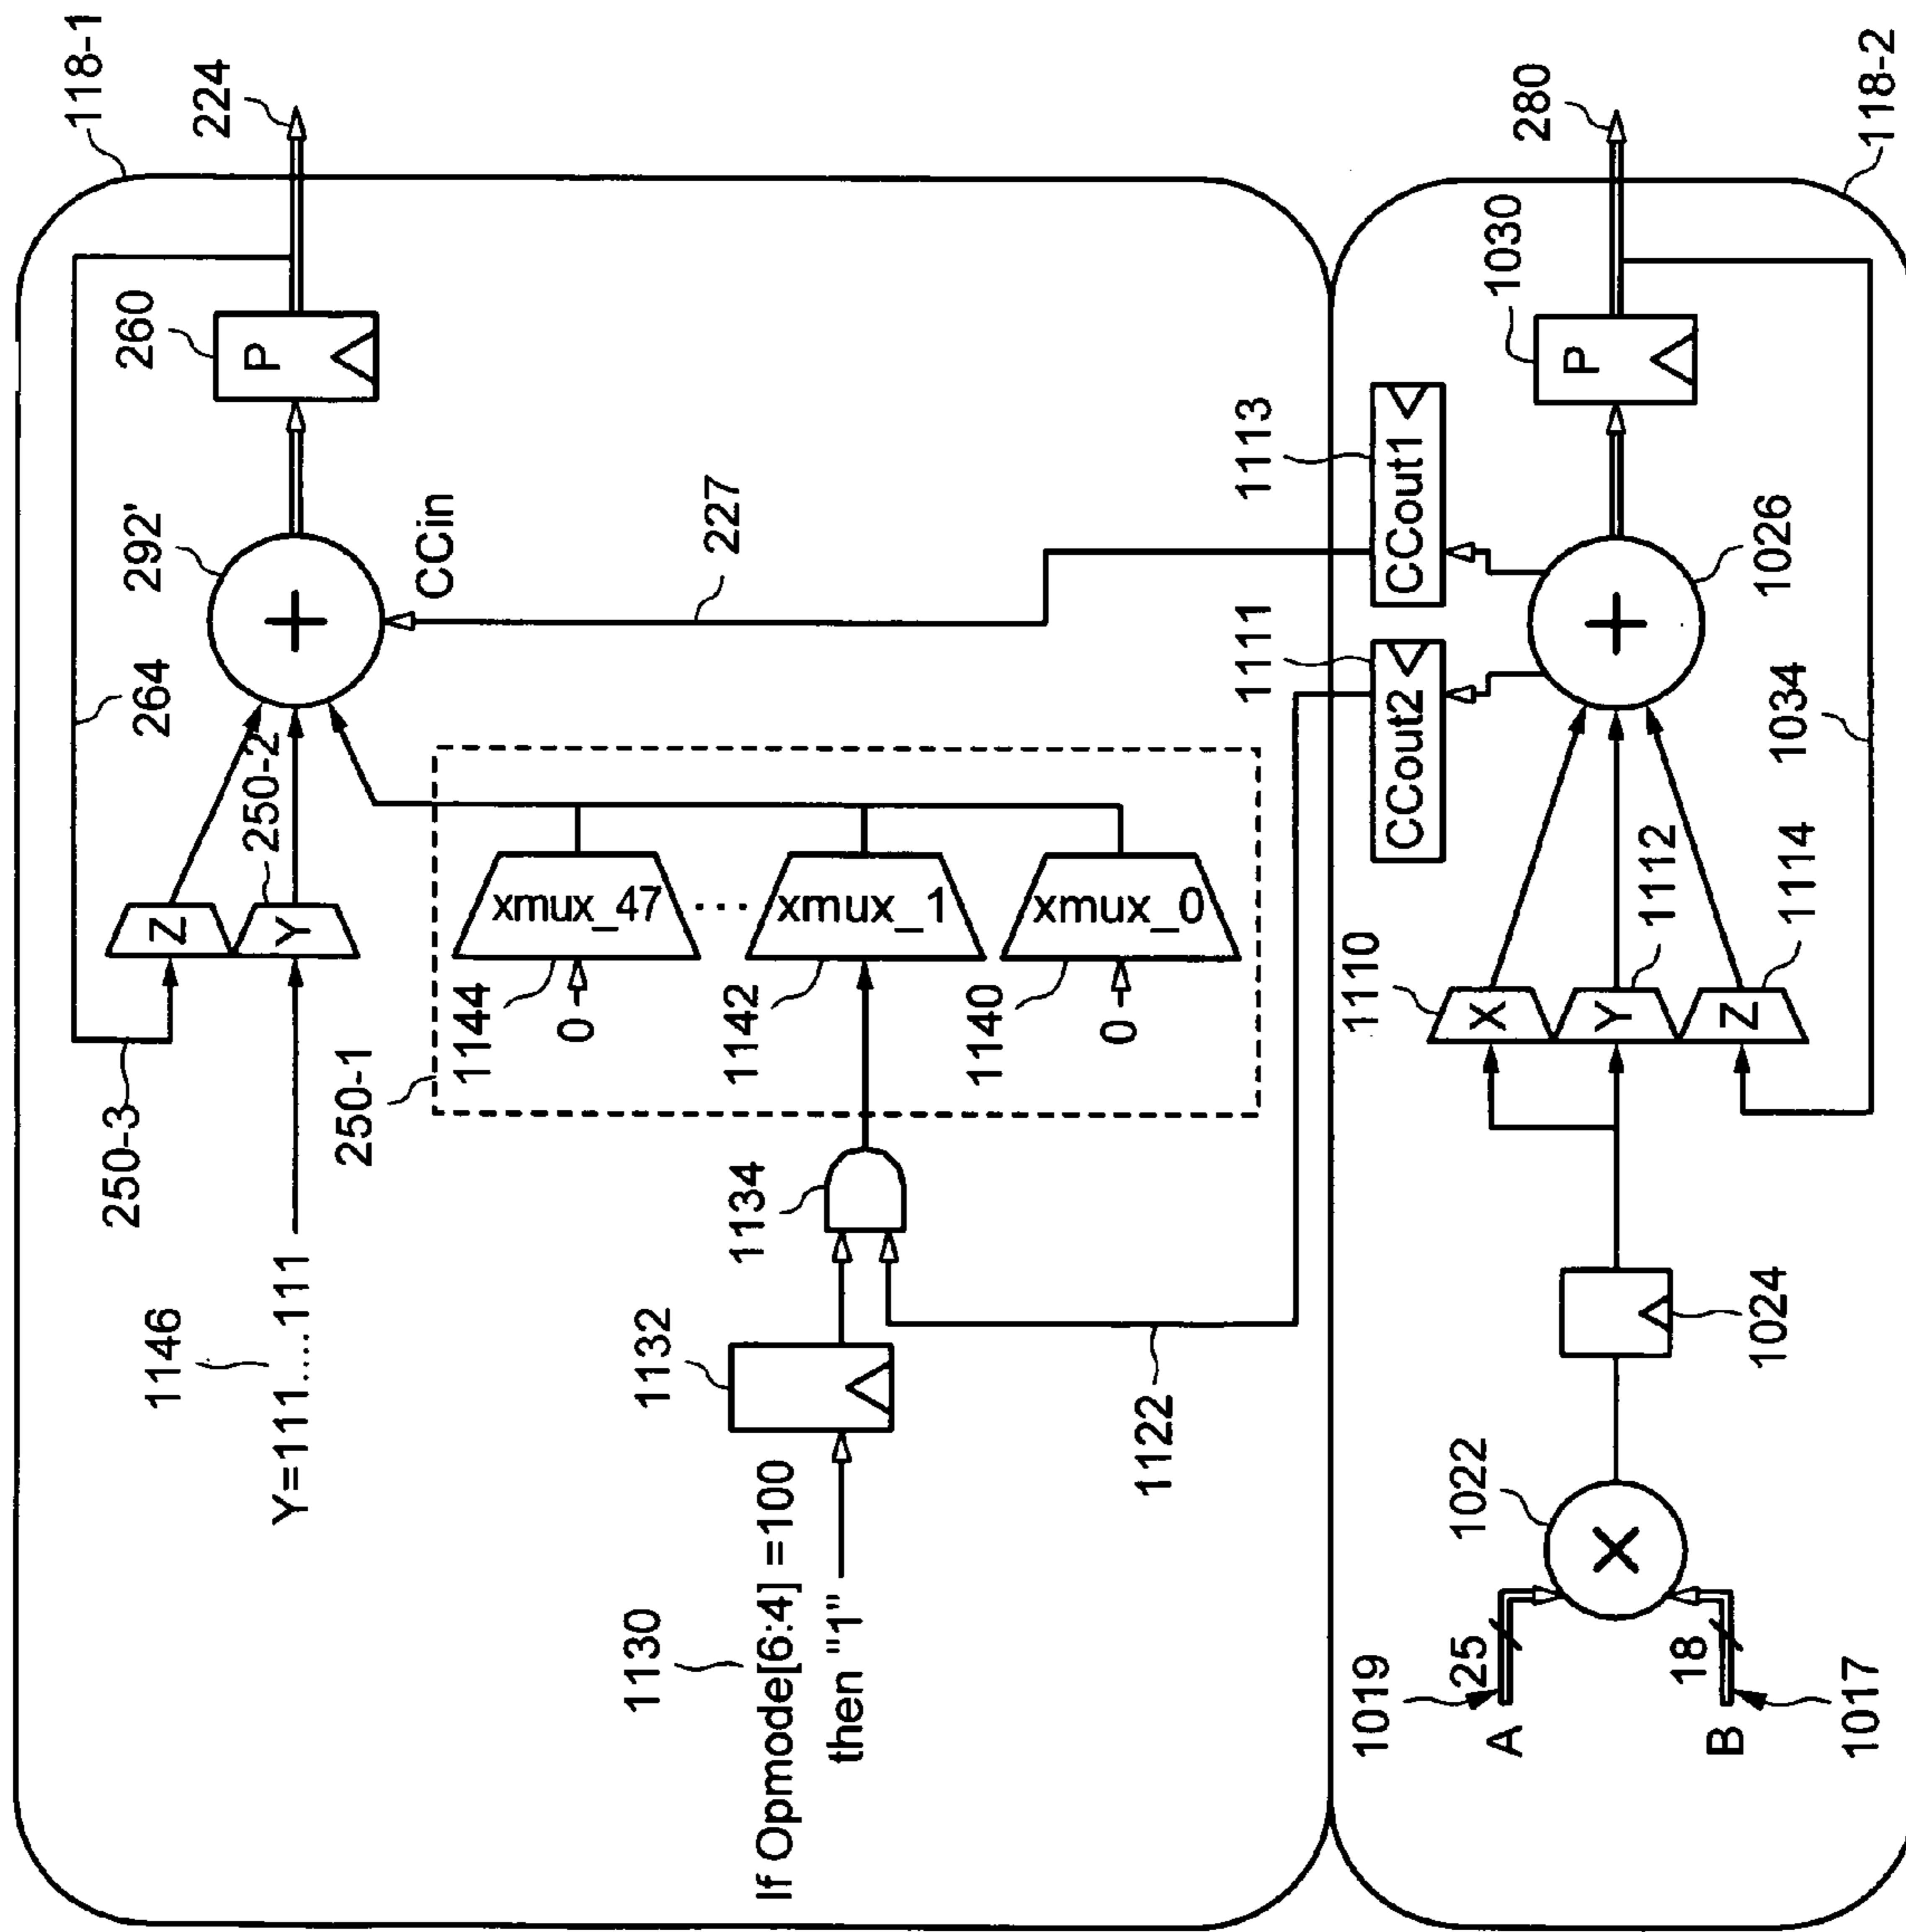 118-1
224
260
P
292'
+
CCin
264
227
250-3
Z
Y
250-2
1146
Y=111....111
250-1
xmux_47
...
xmux_1
xmux_0
1144
0
1142
1140
0
1134
1132
1130
If Opmode[6:4] =100
then "1"
1122
118-2
280
1030
P
1113
CCout1
1111
CCout2
+
1026
1034
1110
X
Y
Z
1112
1114
1024
1022
×
1019
A
25
18
B
1017